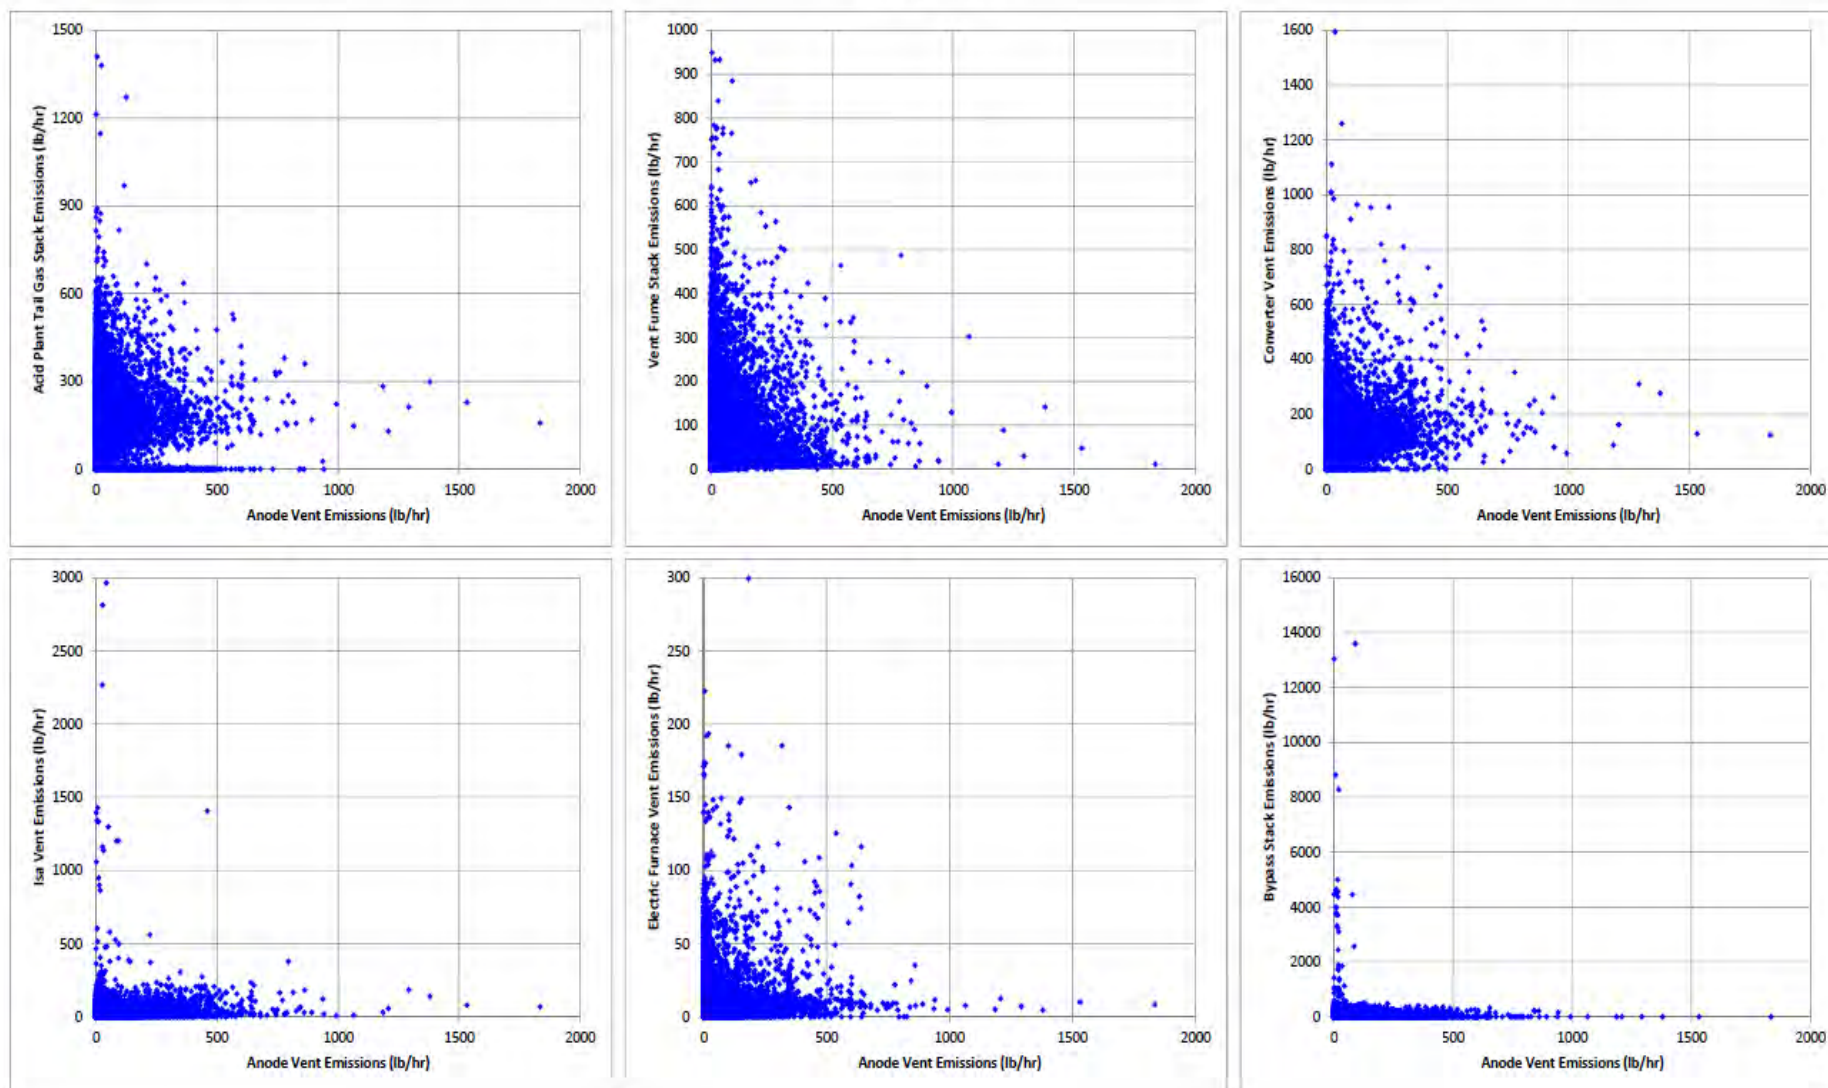 Acid Plant Tail Gas Stack Emissions (lb/hr)
1500
1200
900
600
300
0
0 500 1000 1500 2000
Anode Vent Emissions (lb/hr)
Vent Fume Stack Emissions (lb/hr)
1000
900
800
700
600
500
400
300
200
100
0
0 500 1000 1500 2000
Anode Vent Emissions (lb/hr)
Converter Vent Emissions (lb/hr)
1600
1400
1200
1000
800
600
400
200
0
0 500 1000 1500 2000
Anode Vent Emissions (lb/hr)
Isa Vent Emissions (lb/hr)
3000
2500
2000
1500
1000
500
0
0 500 1000 1500 2000
Anode Vent Emissions (lb/hr)
Electric Furnace Vent Emissions (lb/hr)
300
250
200
150
100
50
0
0 500 1000 1500 2000
Anode Vent Emissions (lb/hr)
Bypass Stack Emissions (lb/hr)
16000
14000
12000
10000
8000
6000
4000
2000
0
0 500 1000 1500 2000
Anode Vent Emissions (lb/hr)